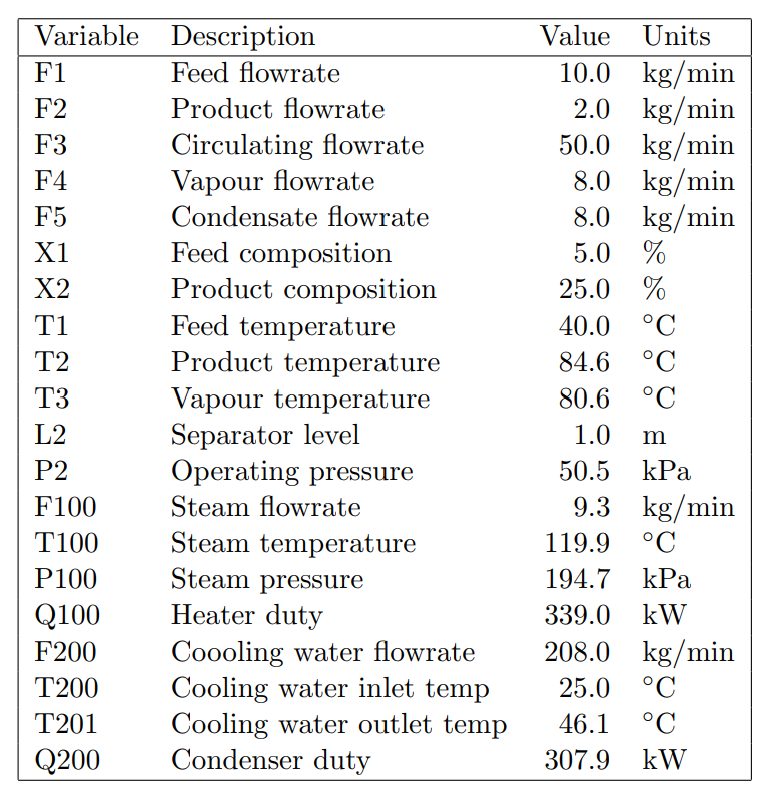 Variable Description Value Units
F1 Feed flowrate 10.0 kg/min
F2 Product flowrate 2.0 kg/min
F3 Circulating flowrate 50.0 kg/min
F4 Vapour flowrate 8.0 kg/min
F5 Condensate flowrate 8.0 kg/min
X1 Feed composition 5.0 %
X2 Product composition 25.0 %
T1 Feed temperature 40.0 °C
T2 Product temperature 84.6 °C
T3 Vapour temperature 80.6 °C
L2 Separator level 1.0 m
P2 Operating pressure 50.5 kPa
F100 Steam flowrate 9.3 kg/min
T100 Steam temperature 119.9 °C
P100 Steam pressure 194.7 kPa
Q100 Heater duty 339.0 kW
F200 Coooling water flowrate 208.0 kg/min
T200 Cooling water inlet temp 25.0 °C
T201 Cooling water outlet temp 46.1 °C
Q200 Condenser duty 307.9 kW